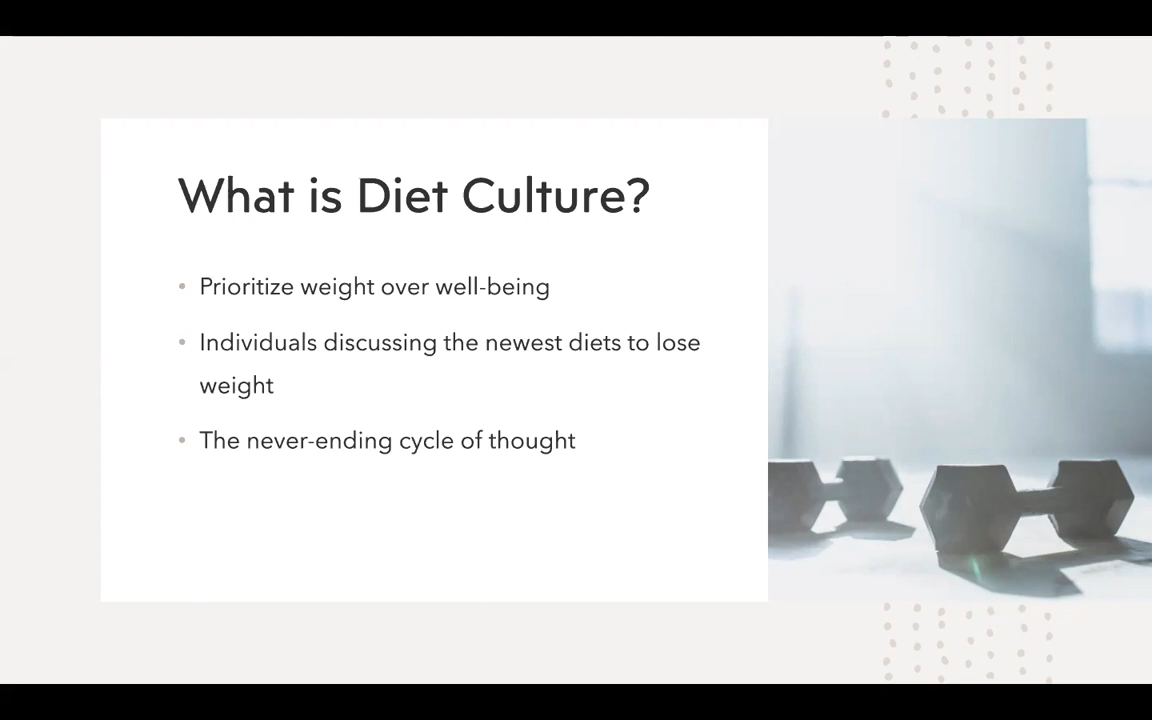 What is Diet Culture?
• Prioritize weight over well-being
• Individuals discussing the newest diets to lose
weight
• The never-ending cycle of thought